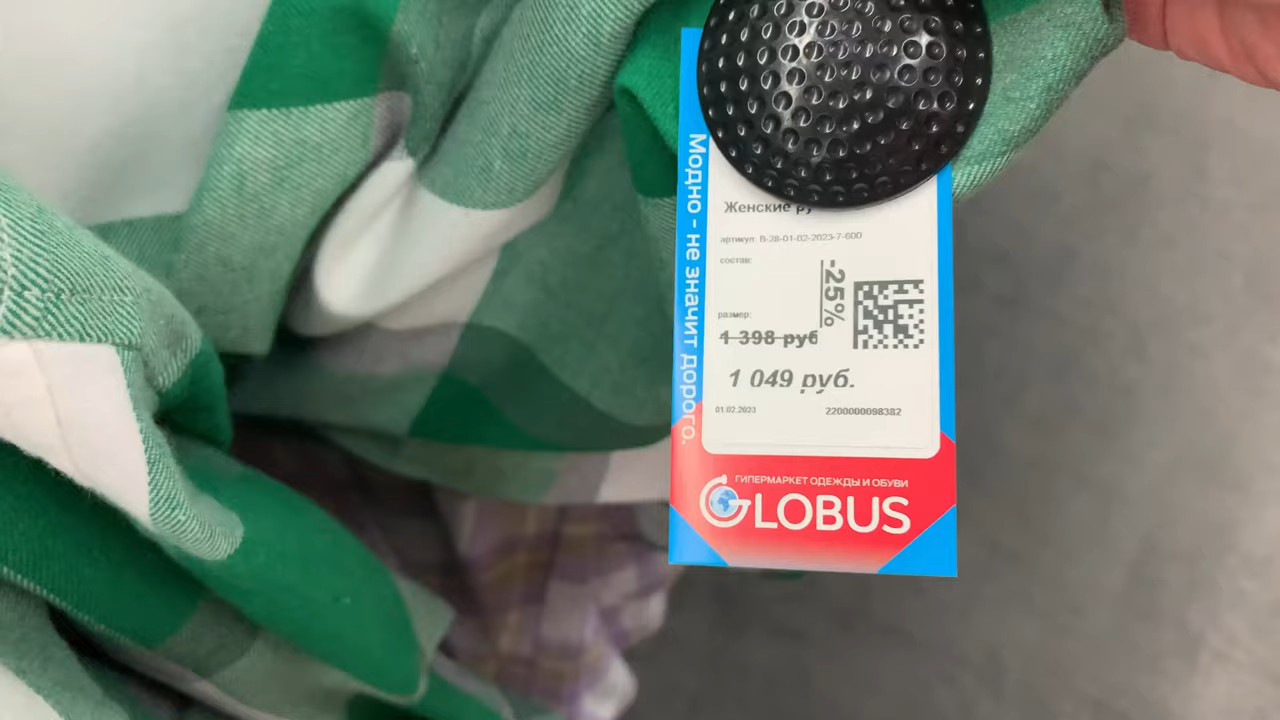 Модно - не значит дорого.
Женские
артикул: B-28-01-02-2023-7-600
состав:
-25%
размер:
1 398 руб
1 049 руб.
01.02.2023
2200000098382
ГИПЕРМАРКЕТ ОДЕЖДЫ И ОБУВИ
GLOBUS